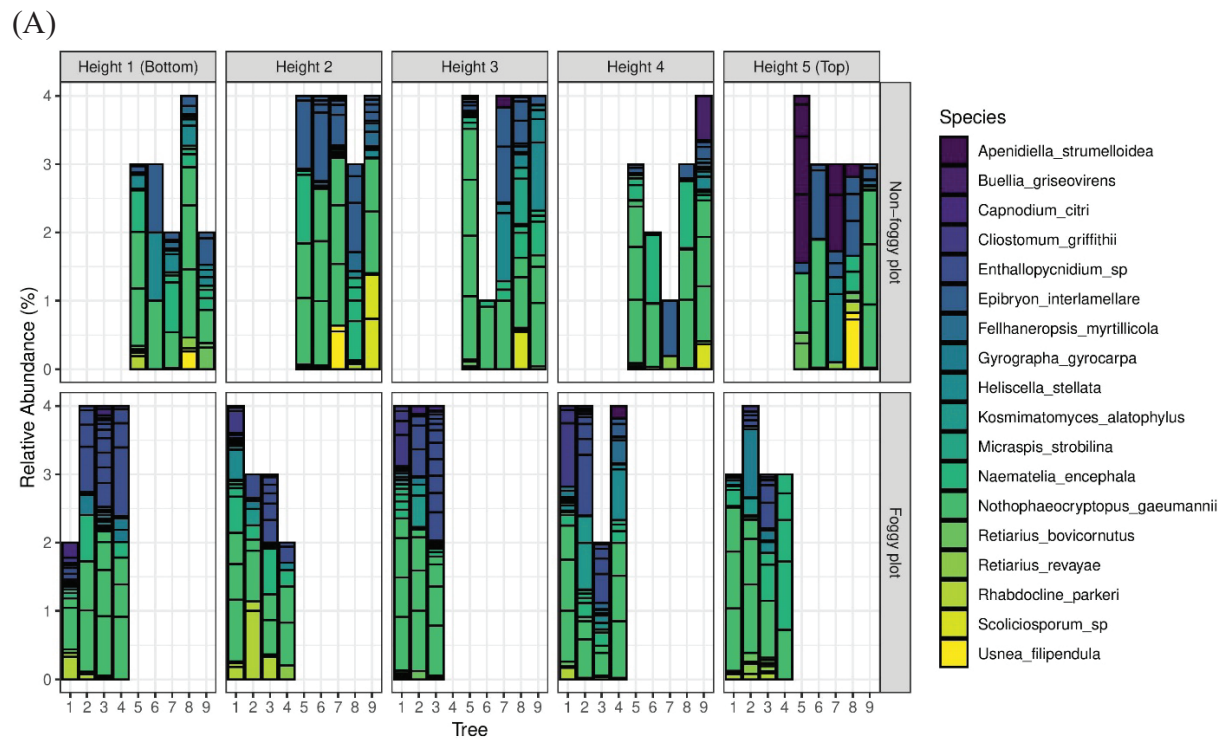 (A)
Height 1 (Bottom) Height 2 Height 3 Height 4 Height 5 (Top)
Relative Abundance (%)
4
3
2
1
0
Non−foggy plot
4
3
2
1
0
Foggy plot
1 2 3 4 5 6 7 8 9 1 2 3 4 5 6 7 8 9 1 2 3 4 5 6 7 8 9 1 2 3 4 5 6 7 8 9 1 2 3 4 5 6 7 8 9
Tree
Species
Apenidiella_strumelloidea
Buellia_griseovirens
Capnodium_citri
Cliostomum_griffithii
Enthallopycnidium_sp
Epibryon_interlamellare
Fellhaneropsis_myrtillicola
Gyrographa_gyrocarpa
Heliscella_stellata
Kosmimatomyces_alatophylus
Micraspis_strobilina
Naematelia_encephala
Nothophaeocryptopus_gaeumannii
Retiarius_bovicornutus
Retiarius_revayae
Rhabdocline_parkeri
Scoliciosporum_sp
Usnea_filipendula